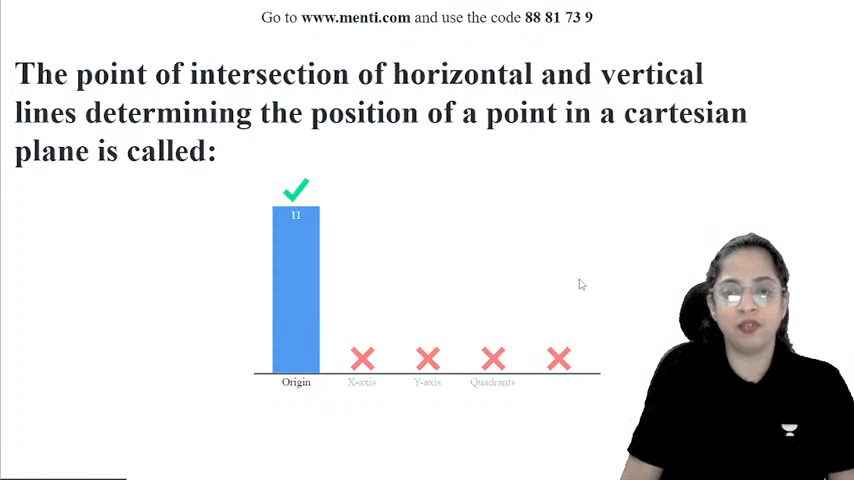 Go to www.menti.com and use the code 88 81 73 9
The point of intersection of horizontal and vertical
lines determining the position of a point in a cartesian
plane is called:
11
Origin X-axis Y-axis Quadrants